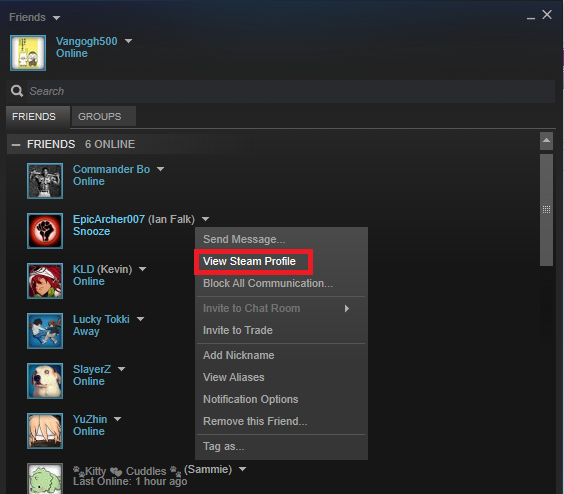 Friends
Vangogh500
Online
Search
FRIENDS GROUPS
FRIENDS 6 ONLINE
Commander Bo
Online
EpicArcher007 (Ian Falk)
Snooze
Send Message...
View Steam Profile
Block All Communication...
Invite to Chat Room
Invite to Trade
Add Nickname
View Aliases
Notification Options
Remove this Friend...
Tag as...
KLD (Kevin)
Online
Lucky Tokki
Away
SlayerZ
Online
YuZhin
Online
🐾Kitty ❤ Cuddles 🐾 (Sammie)
Last Online: 1 hour ago